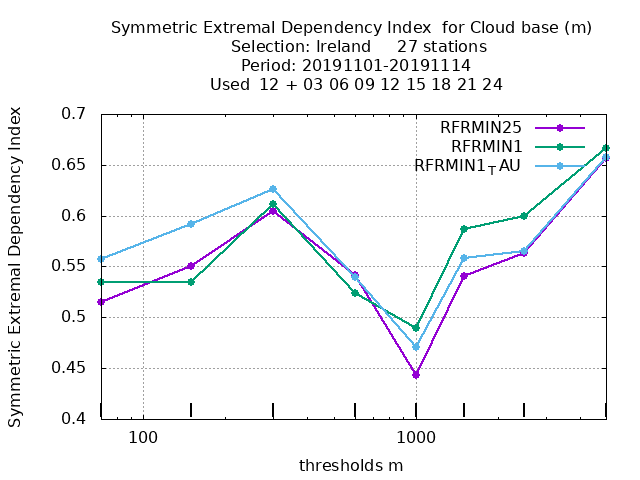 Symmetric Extremal Dependency Index  for Cloud base (m)
Selection: Ireland     27 stations
Period: 20191101-20191114
Used  12 + 03 06 09 12 15 18 21 24
RFRMIN25
RFRMIN1
RFRMIN1TAU
0.7
0.65
0.6
0.55
0.5
0.45
0.4
Symmetric Extremal Dependency Index
100
1000
thresholds m